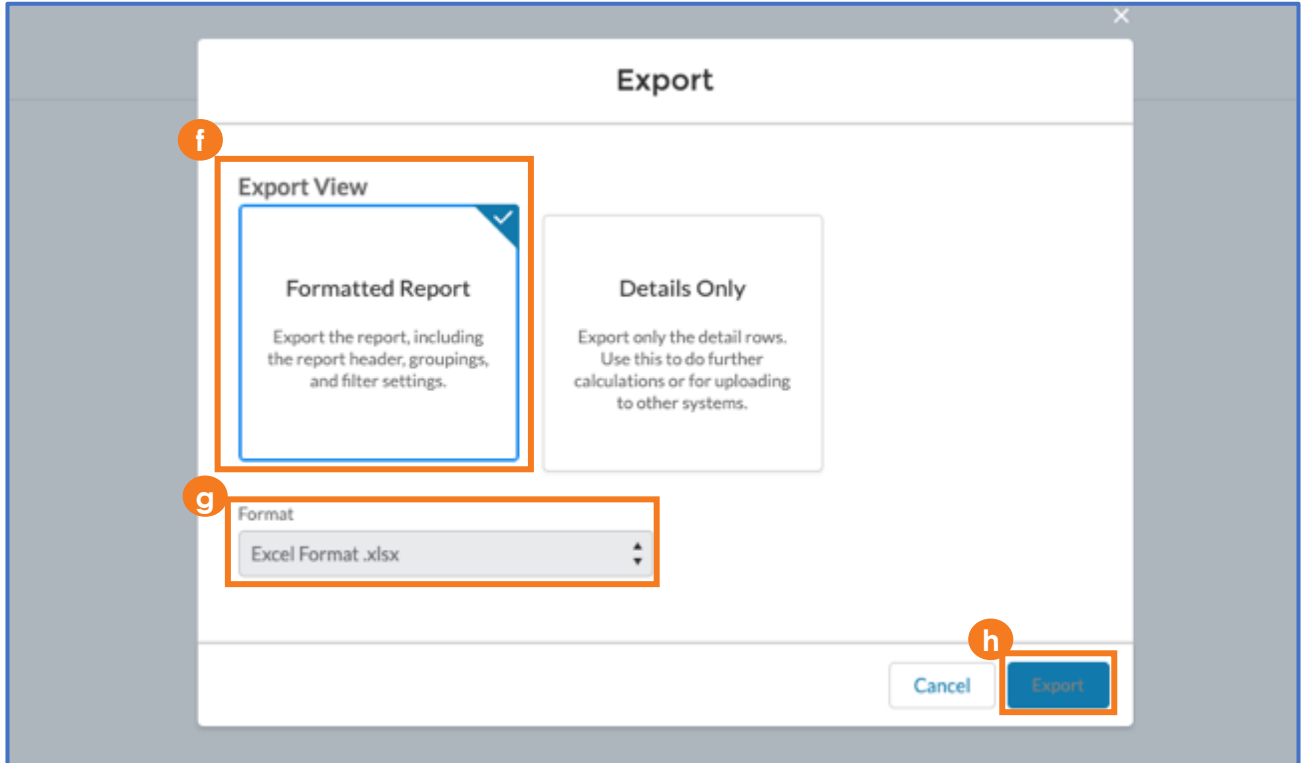 ×
Export
f
Export View
Formatted Report
Export the report, including
the report header, groupings,
and filter settings.
Details Only
Export only the detail rows.
Use this to do further
calculations or for uploading
to other systems.
g
Format
Excel Format .xlsx
h
Cancel
Export